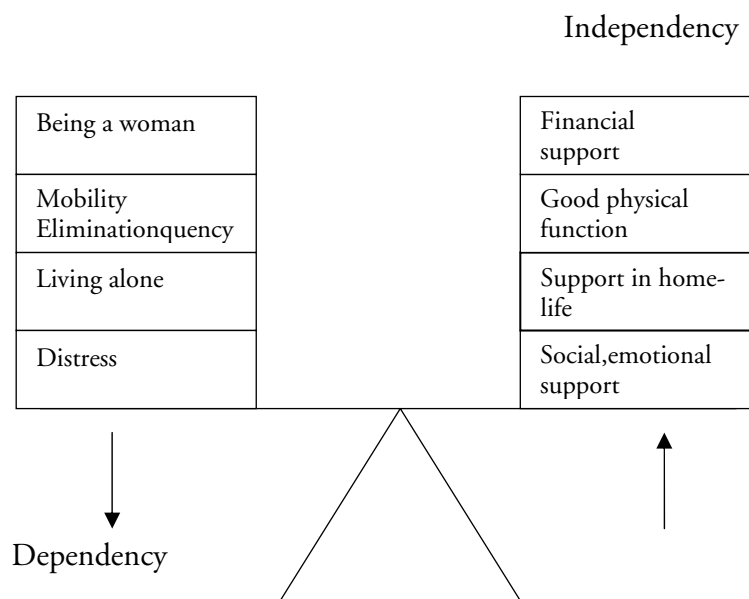 Independency
Being a woman
Mobility
Eliminationquency
Living alone
Distress
Financial
support
Good physical
function
Support in home-
life
Social,emotional
support
Dependency